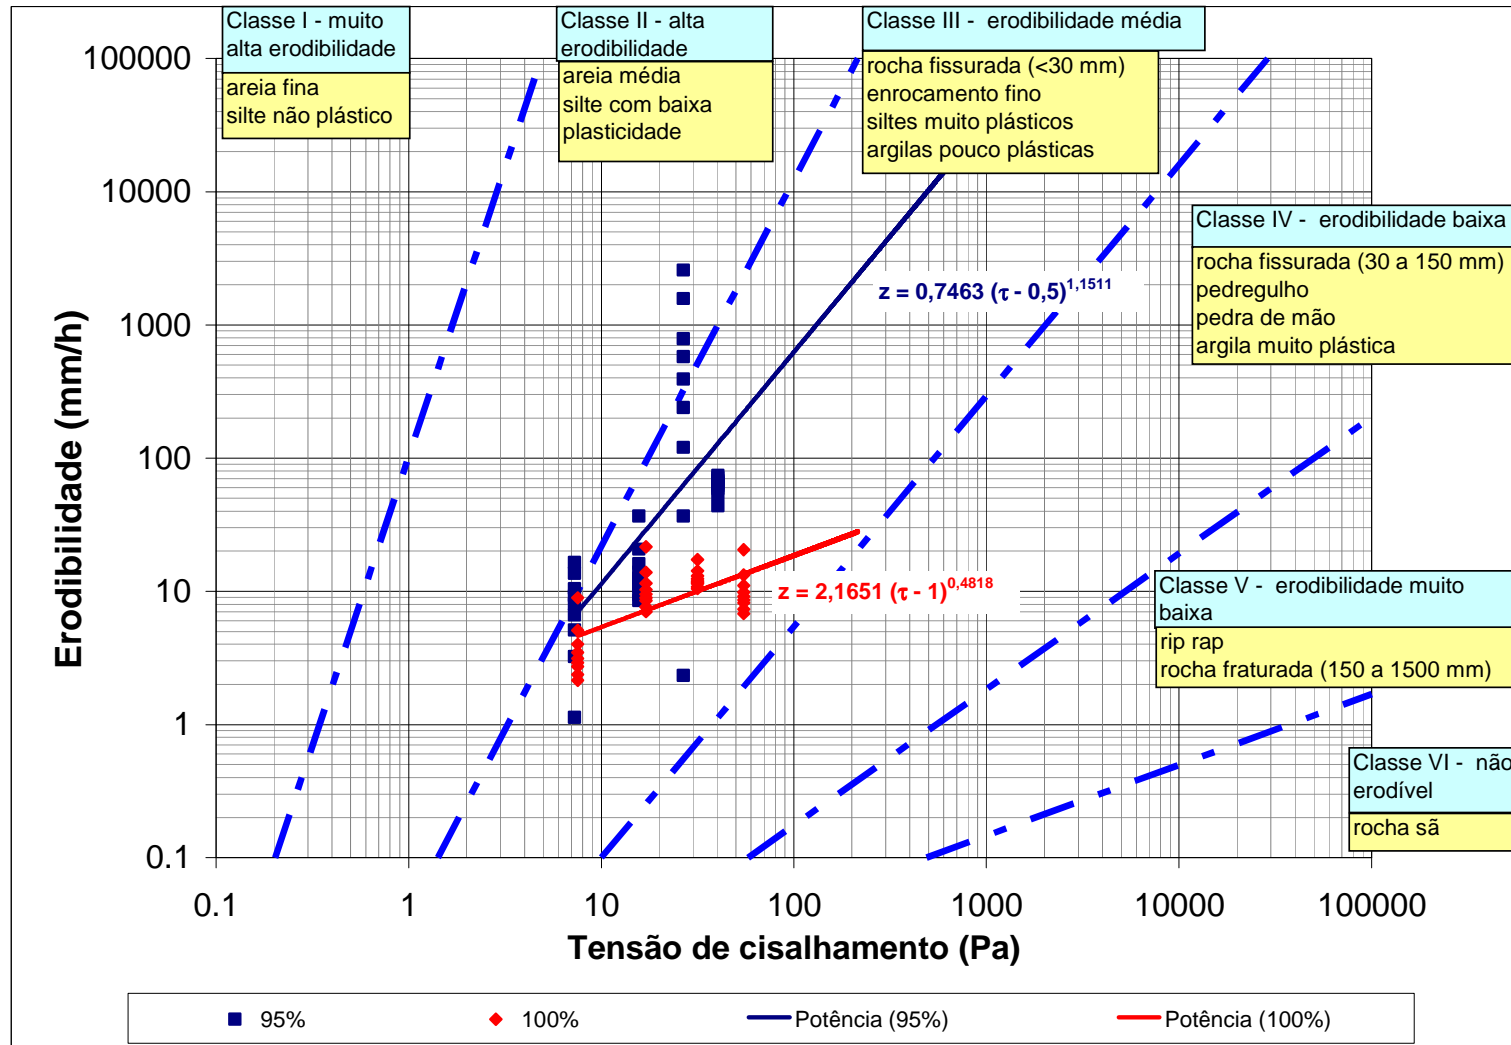 Classe I - muito
alta erodibilidade
areia fina
silte não plástico
Classe II - alta
erodibilidade
areia média
silte com baixa
plasticidade
Classe III - erodibilidade média
rocha fissurada (<30 mm)
enrocamento fino
siltes muito plásticos
argilas pouco plásticas
Classe IV - erodibilidade baixa
rocha fissurada (30 a 150 mm)
pedregulho
pedra de mão
argila muito plástica
Classe V - erodibilidade muito
baixa
rip rap
rocha fraturada (150 a 1500 mm)
Classe VI - não
erodível
rocha sã
z = 0,7463 (τ - 0,5)^1,1511
z = 2,1651 (τ - 1)^0,4818
Erodibilidade (mm/h)
100000
10000
1000
100
10
1
0.1
0.1 1 10 100 1000 10000 100000
Tensão de cisalhamento (Pa)
95% 100% Potência (95%) Potência (100%)